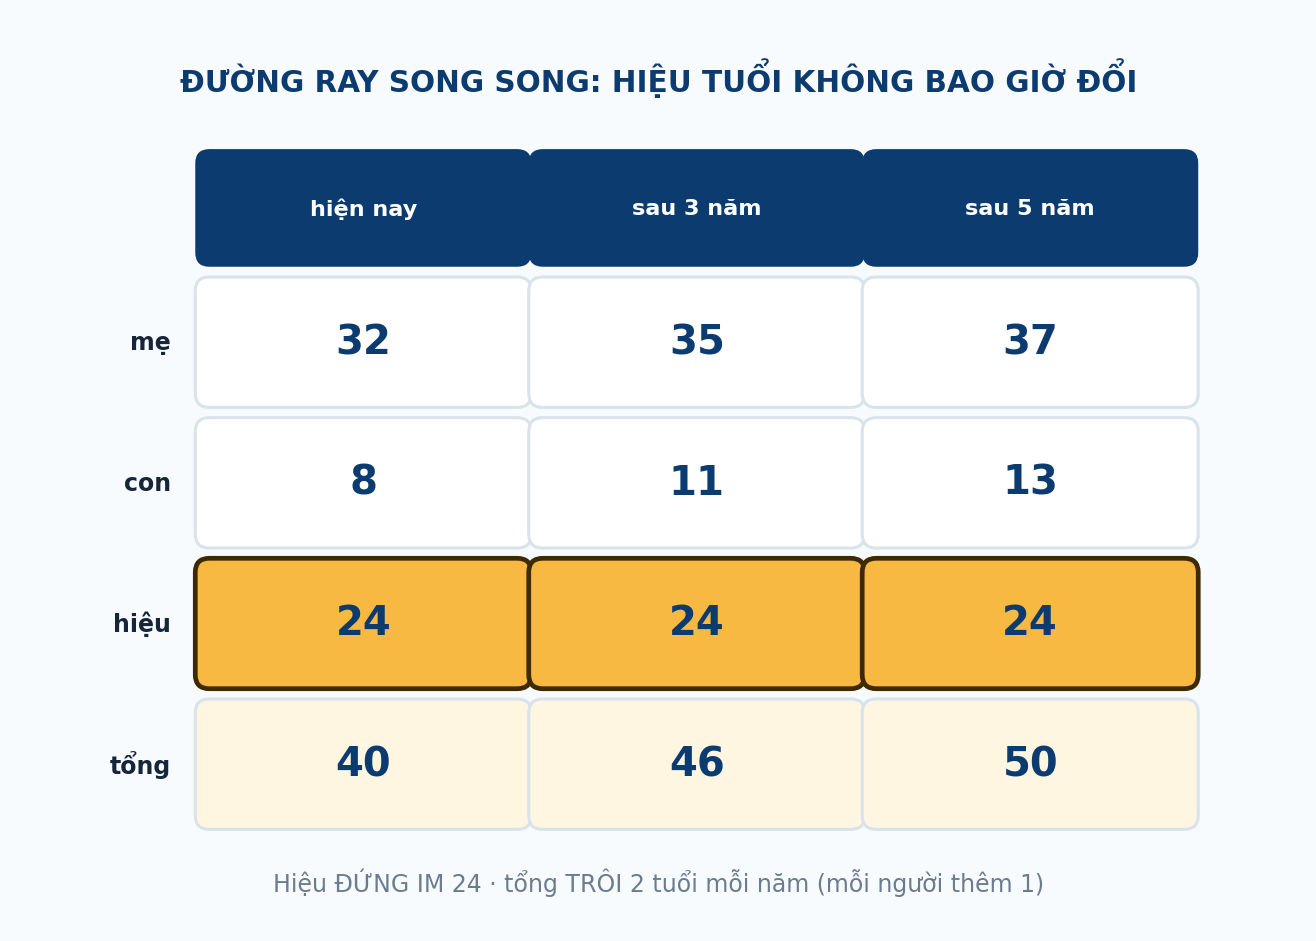 ĐƯỜNG RAY SONG SONG: HIỆU TUỔI KHÔNG BAO GIỜ ĐỔI
hiện nay sau 3 năm sau 5 năm
mẹ 32 35 37
con 8 11 13
hiệu 24 24 24
tổng 40 46 50
Hiệu ĐỨNG IM 24 · tổng TRÔI 2 tuổi mỗi năm (mỗi người thêm 1)